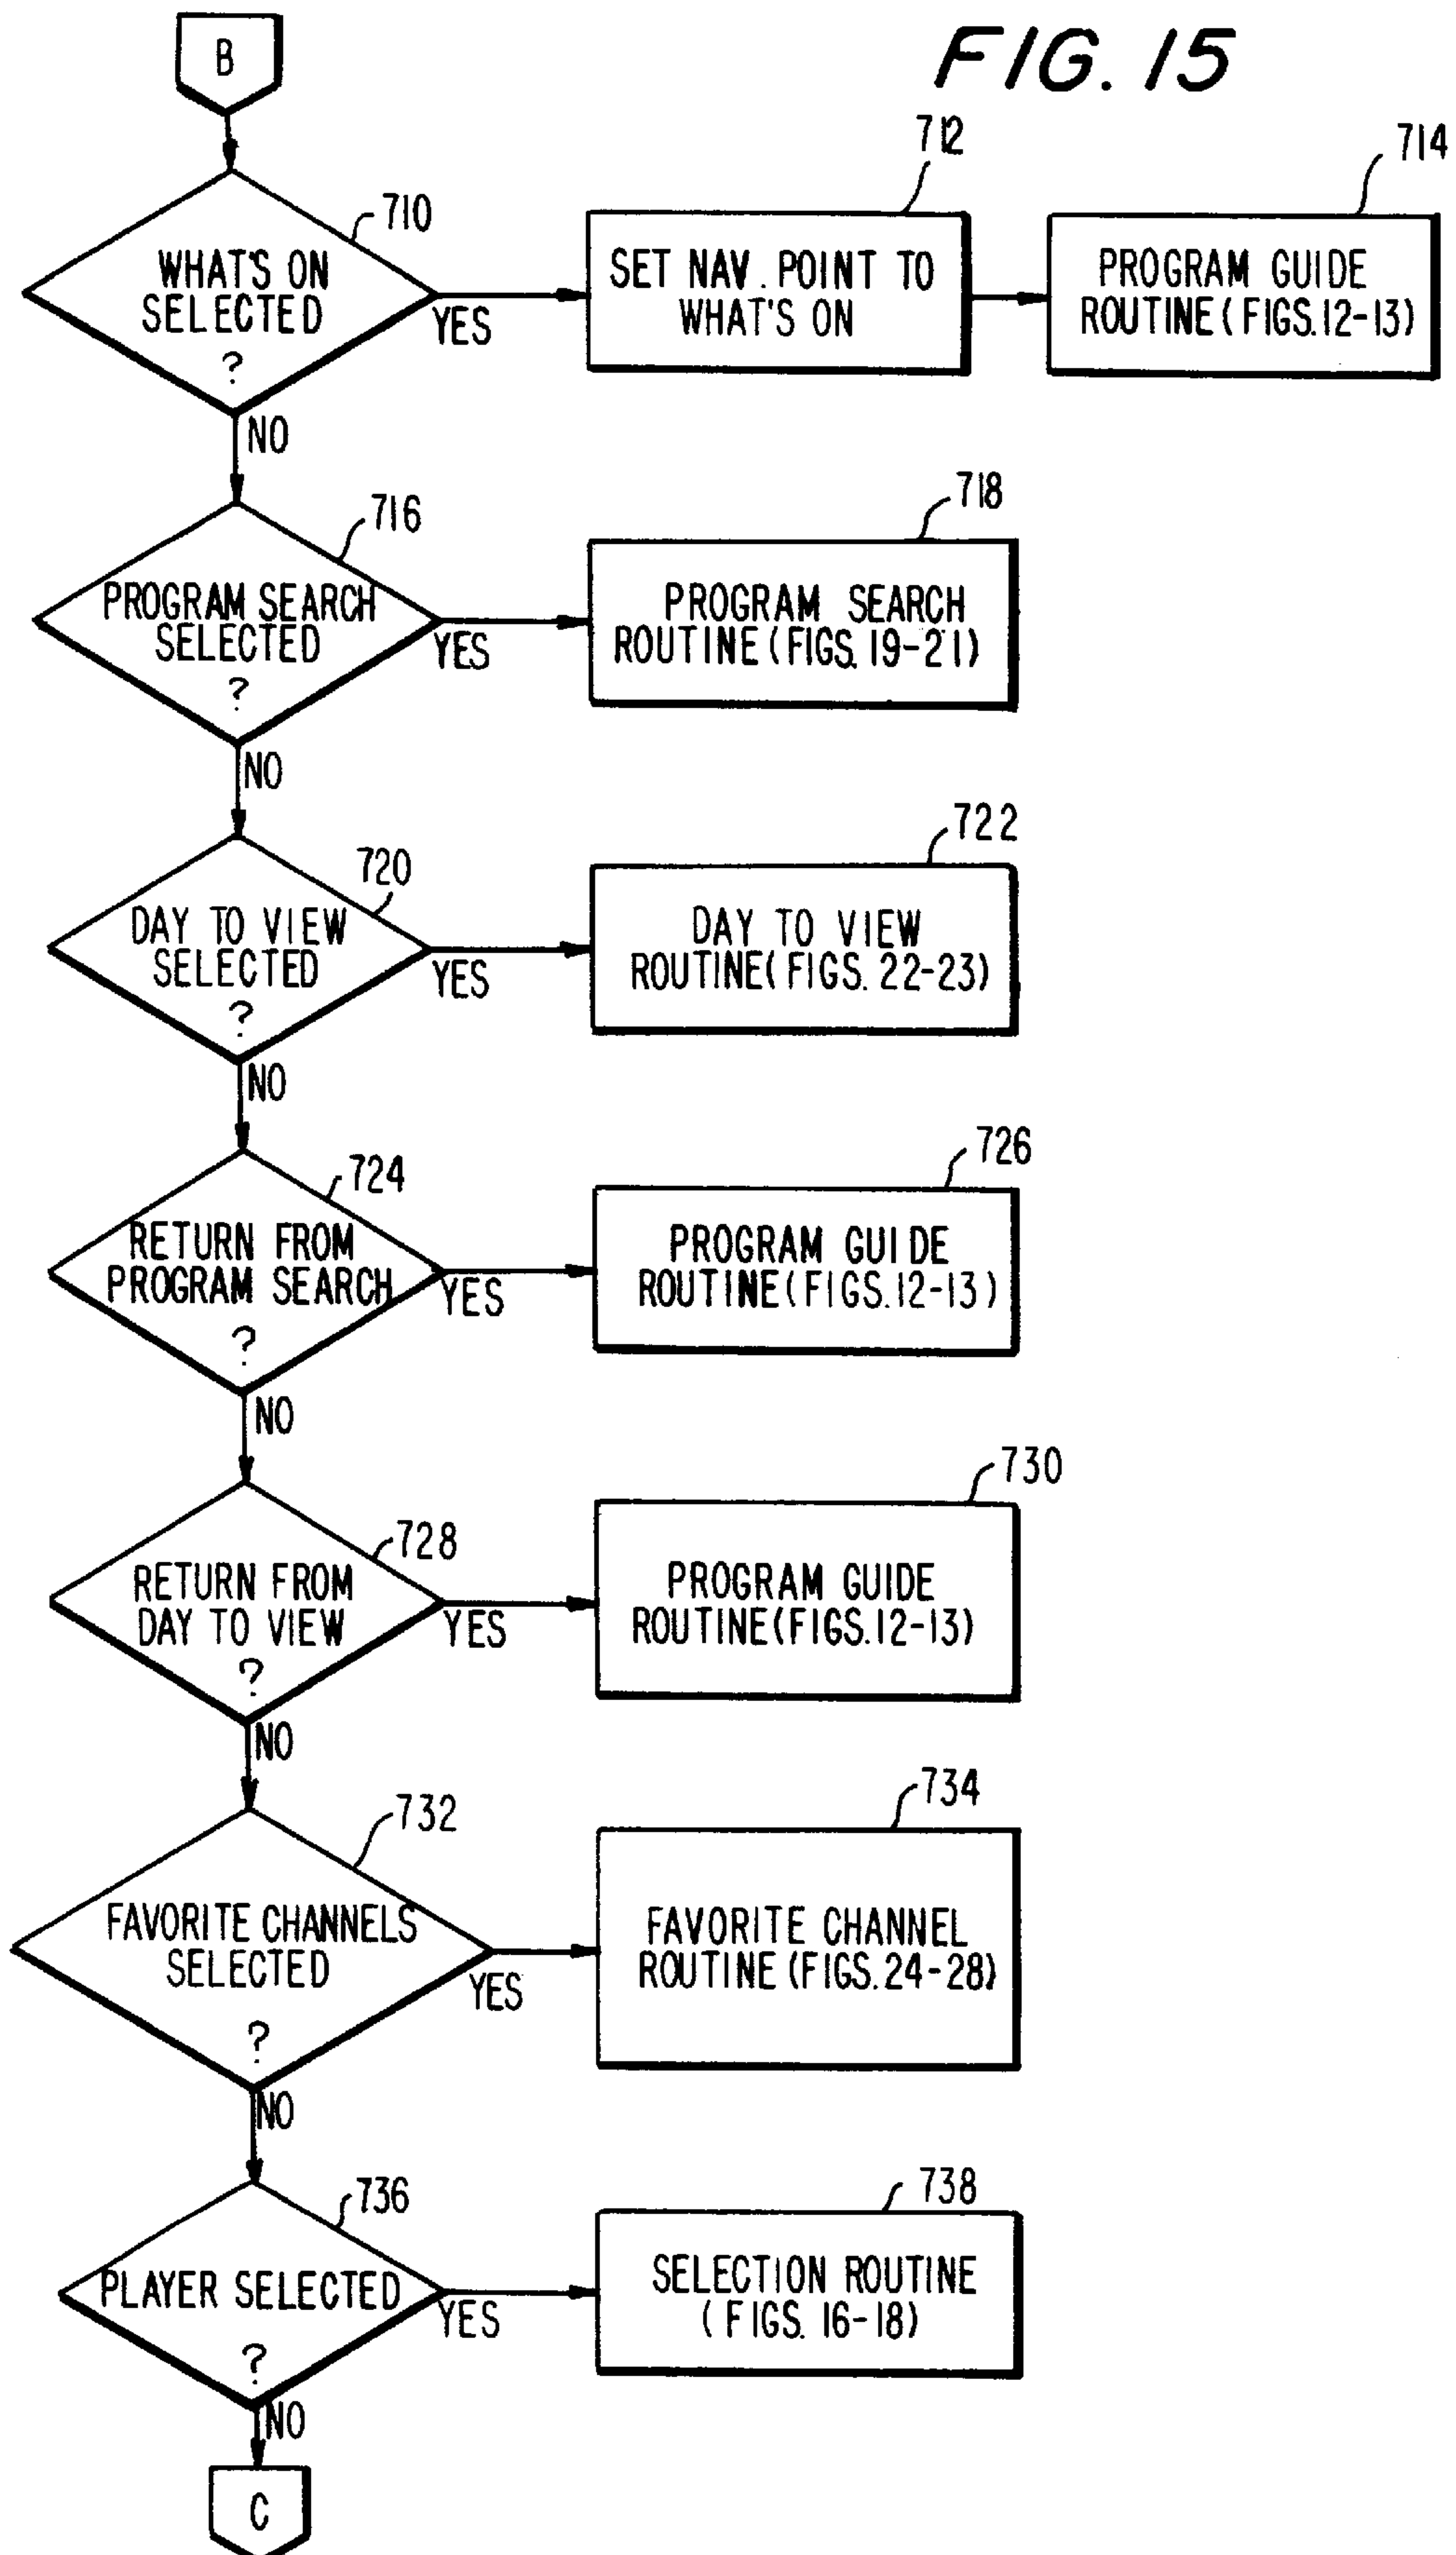 B
FIG. 15
710
WHAT'S ON
SELECTED
?
YES
NO
712
SET NAV. POINT TO
WHAT'S ON
714
PROGRAM GUIDE
ROUTINE (FIGS. 12-13)
716
PROGRAM SEARCH
SELECTED
?
YES
NO
718
PROGRAM SEARCH
ROUTINE (FIGS. 19-21)
720
DAY TO VIEW
SELECTED
?
YES
NO
722
DAY TO VIEW
ROUTINE (FIGS. 22-23)
724
RETURN FROM
PROGRAM SEARCH
?
YES
NO
726
PROGRAM GUIDE
ROUTINE (FIGS. 12-13)
728
RETURN FROM
DAY TO VIEW
?
YES
NO
730
PROGRAM GUIDE
ROUTINE (FIGS. 12-13)
732
FAVORITE CHANNELS
SELECTED
?
YES
NO
734
FAVORITE CHANNEL
ROUTINE (FIGS. 24-28)
736
PLAYER SELECTED
?
YES
NO
738
SELECTION ROUTINE
(FIGS. 16-18)
C